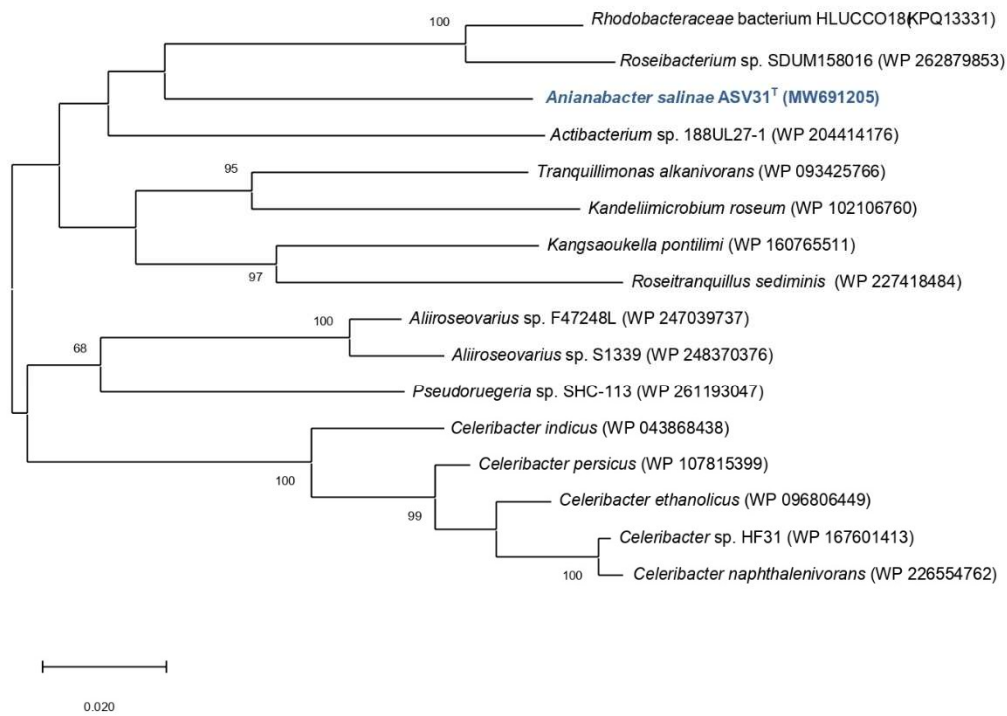 100
Rhodobacteraceae bacterium HLUCCO18(KPQ13331)
Roseibacterium sp. SDUM158016 (WP 262879853)
Anianabacter salinae ASV31ᵀ (MW691205)
Actibacterium sp. 188UL27-1 (WP 204414176)
95
Tranquillimonas alkanivorans (WP 093425766)
Kandeliimicrobium roseum (WP 102106760)
Kangsaoukella pontilimi (WP 160765511)
97
Roseitranquillus sediminis (WP 227418484)
100
Aliiroseovarius sp. F47248L (WP 247039737)
68
Aliiroseovarius sp. S1339 (WP 248370376)
Pseudoruegeria sp. SHC-113 (WP 261193047)
Celeribacter indicus (WP 043868438)
100
Celeribacter persicus (WP 107815399)
99
Celeribacter ethanolicus (WP 096806449)
Celeribacter sp. HF31 (WP 167601413)
100
Celeribacter naphthalenivorans (WP 226554762)
0.020